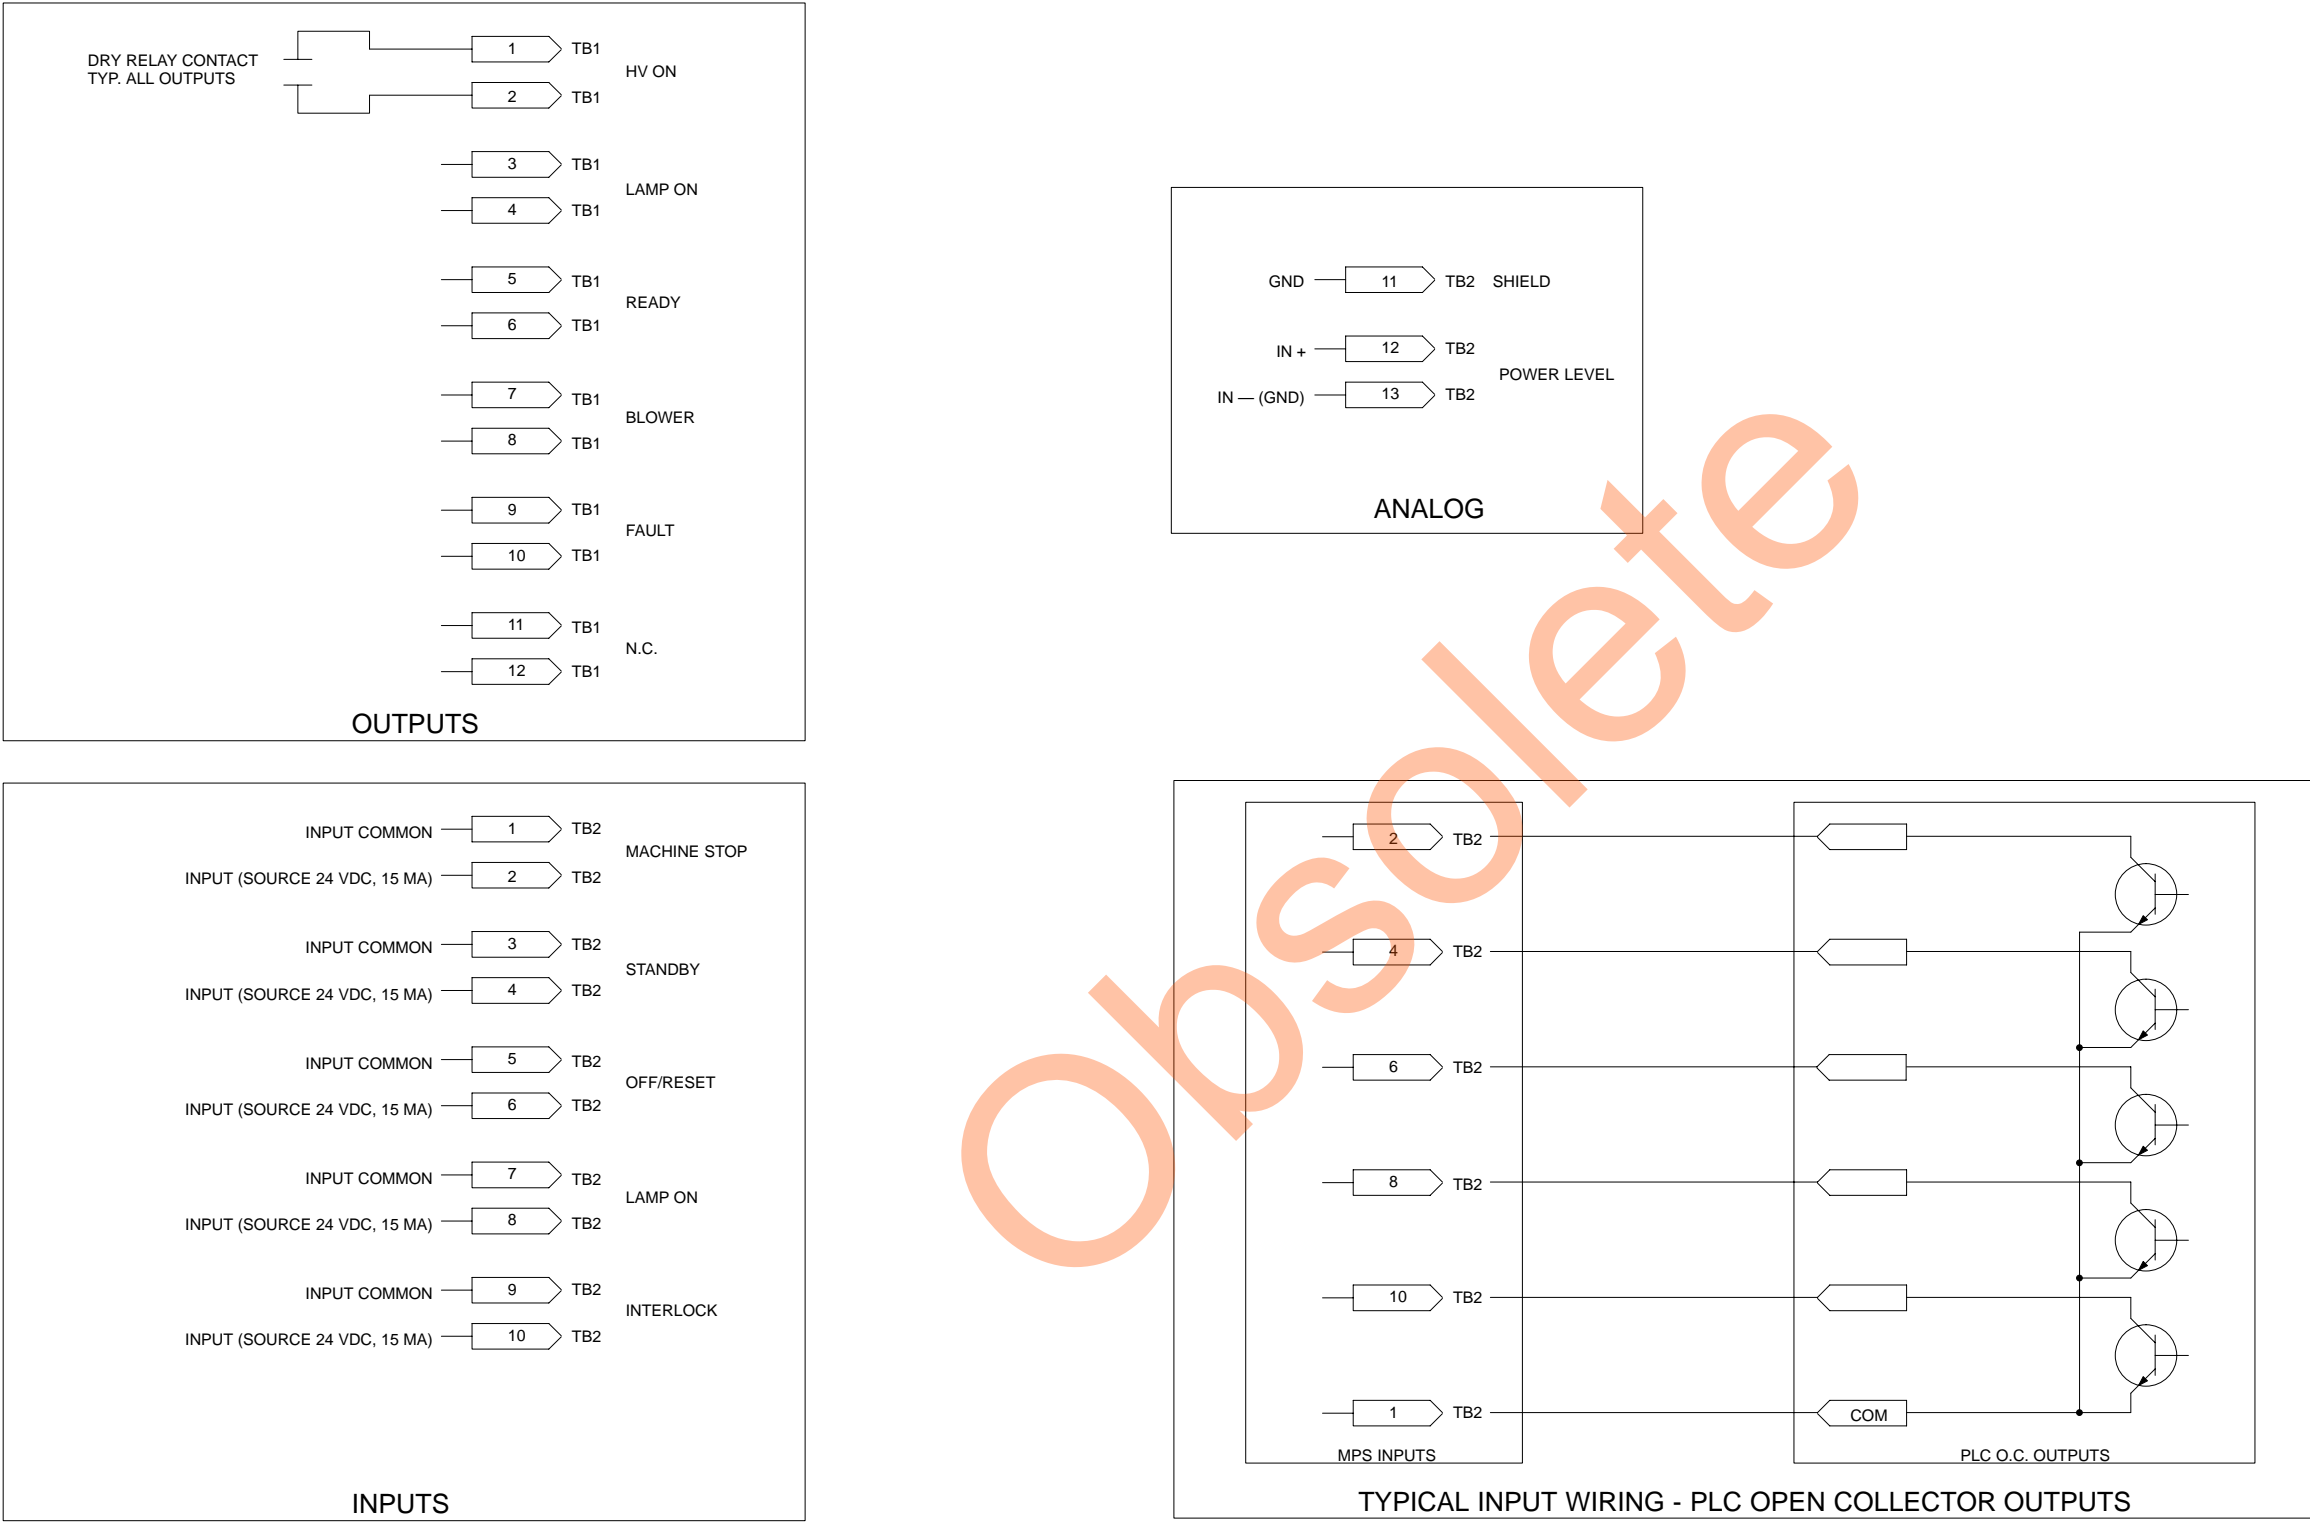 DRY RELAY CONTACT
TYP. ALL OUTPUTS
1 TB1
HV ON
2 TB1
3 TB1
LAMP ON
4 TB1
5 TB1
READY
6 TB1
7 TB1
BLOWER
8 TB1
9 TB1
FAULT
10 TB1
11 TB1
N.C.
12 TB1
OUTPUTS
GND 11 TB2 SHIELD
IN + 12 TB2
POWER LEVEL
IN — (GND) 13 TB2
ANALOG
INPUT COMMON 1 TB2
MACHINE STOP
INPUT (SOURCE 24 VDC, 15 MA) 2 TB2
INPUT COMMON 3 TB2
STANDBY
INPUT (SOURCE 24 VDC, 15 MA) 4 TB2
INPUT COMMON 5 TB2
OFF/RESET
INPUT (SOURCE 24 VDC, 15 MA) 6 TB2
INPUT COMMON 7 TB2
LAMP ON
INPUT (SOURCE 24 VDC, 15 MA) 8 TB2
INPUT COMMON 9 TB2
INTERLOCK
INPUT (SOURCE 24 VDC, 15 MA) 10 TB2
INPUTS
2 TB2
4 TB2
6 TB2
8 TB2
10 TB2
1 TB2 COM
MPS INPUTS
PLC O.C. OUTPUTS
TYPICAL INPUT WIRING - PLC OPEN COLLECTOR OUTPUTS
Obsolete